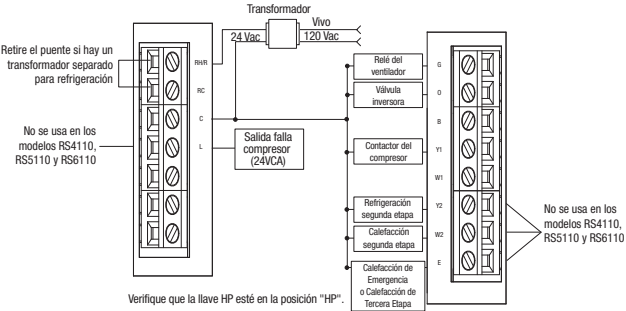 Transformador
Vivo
24 Vac
120 Vac
Retire el puente si hay un
transformador separado
para refrigeración
RH/R
RC
C
L
No se usa en los
modelos RS4110,
RS5110 y RS6110
Salida falla
compresor
(24VCA)
Relé del
ventilador
Válvula
inversora
Contactor del
compresor
Refrigeración
segunda etapa
Calefacción
segunda etapa
Calefacción de
Emergencia
o Calefacción de
Tercera Etapa
G
O
B
Y1
W1
Y2
W2
E
No se usa en los
modelos RS4110,
RS5110 y RS6110
Verifique que la llave HP esté en la posición "HP".